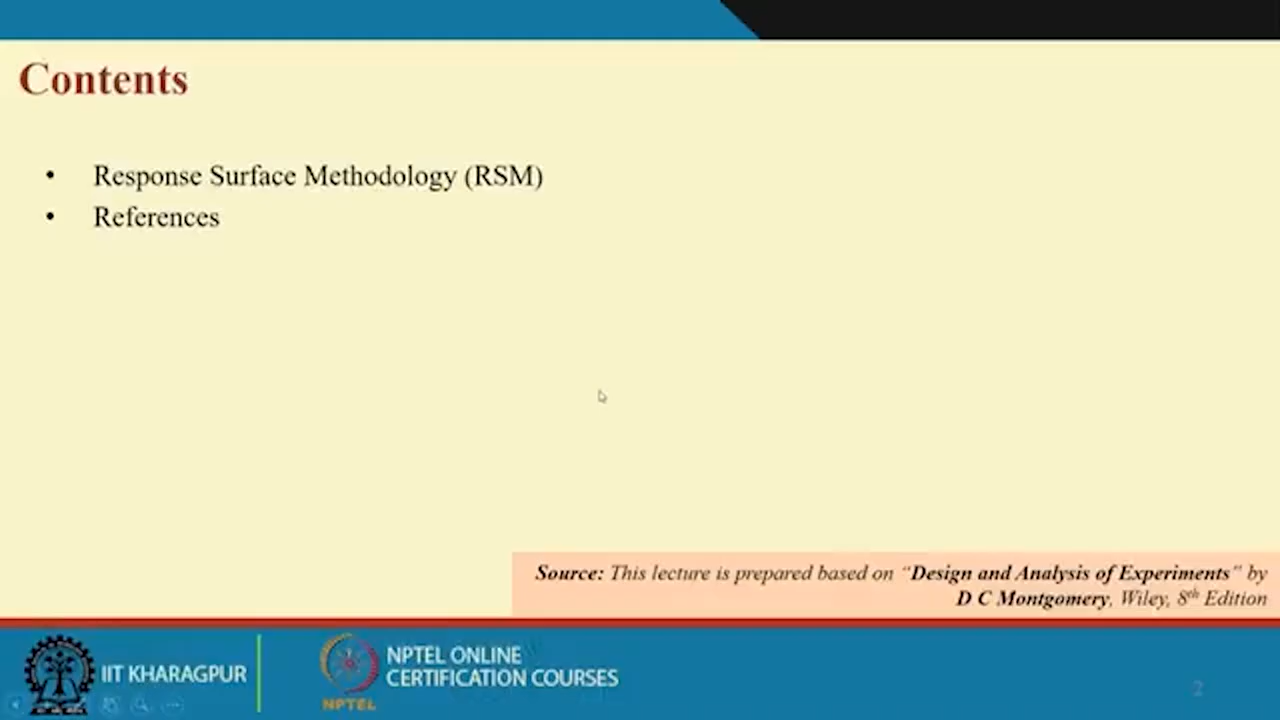 Contents
• Response Surface Methodology (RSM)
• References
Source: This lecture is prepared based on “Design and Analysis of Experiments” by
D C Montgomery, Wiley, 8th Edition
IIT KHARAGPUR
NPTEL ONLINE
CERTIFICATION COURSES
NPTEL
2